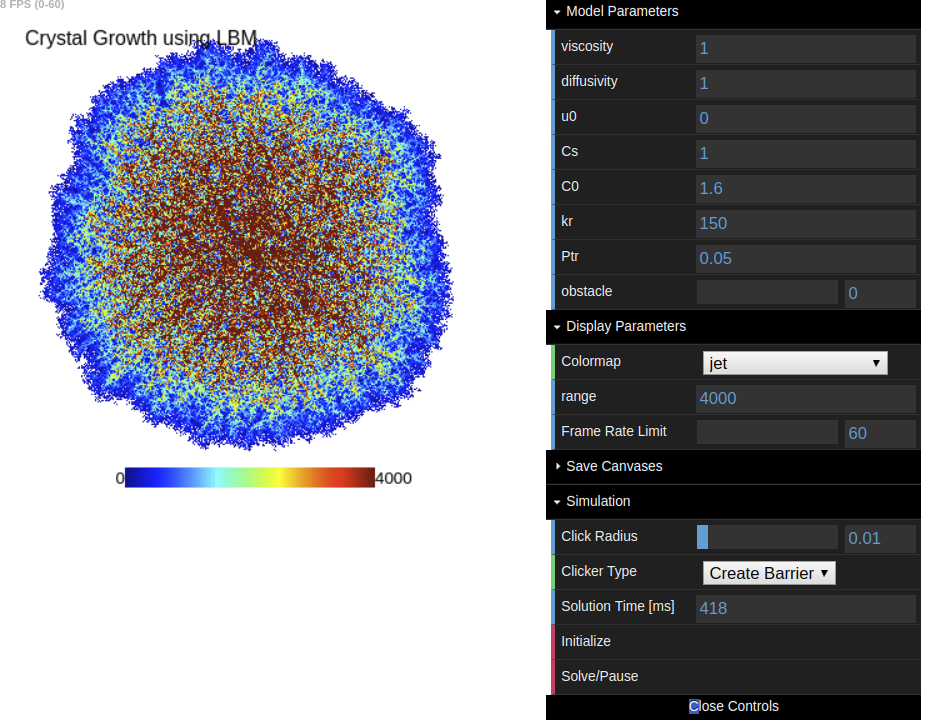 8 FPS (0-60)
Crystal Growth using LBM
0 4000
Model Parameters
viscosity 1
diffusivity 1
u0 0
Cs 1
C0 1.6
kr 150
Ptr 0.05
obstacle 0
Display Parameters
Colormap jet
range 4000
Frame Rate Limit 60
Save Canvases
Simulation
Click Radius 0.01
Clicker Type Create Barrier
Solution Time [ms] 418
Initialize
Solve/Pause
Close Controls